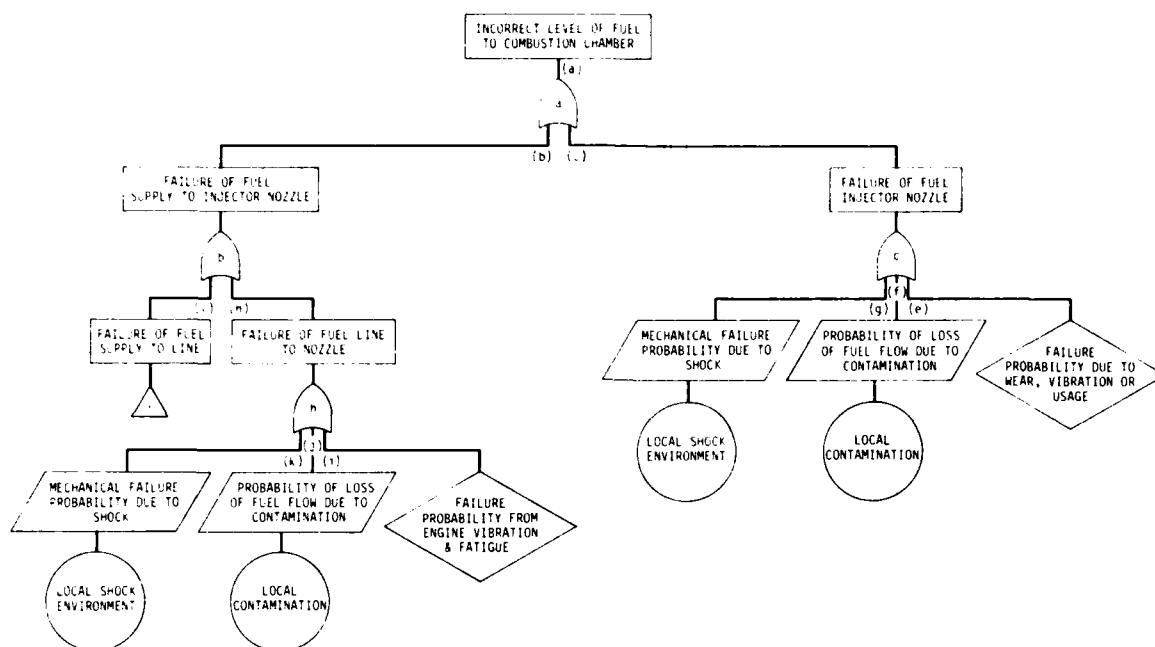 INCORRECT LEVEL OF FUEL
TO COMBUSTION CHAMBER
(a)
a
(b)
FAILURE OF FUEL
SUPPLY TO INJECTOR NOZZLE
FAILURE OF FUEL
INJECTOR NOZZLE
b
c
(f)
(g) (e)
FAILURE OF FUEL
SUPPLY TO LINE
FAILURE OF FUEL LINE
TO NOZZLE
MECHANICAL FAILURE
PROBABILITY DUE TO
SHOCK
PROBABILITY OF LOSS
OF FUEL FLOW DUE TO
CONTAMINATION
FAILURE
PROBABILITY DUE TO
WEAR, VIBRATION OR
USAGE
h
(j)
(k) (i)
LOCAL SHOCK
ENVIRONMENT
LOCAL
CONTAMINATION
MECHANICAL FAILURE
PROBABILITY DUE TO
SHOCK
PROBABILITY OF LOSS
OF FUEL FLOW DUE TO
CONTAMINATION
FAILURE
PROBABILITY FROM
ENGINE VIBRATION
& FATIGUE
LOCAL SHOCK
ENVIRONMENT
LOCAL
CONTAMINATION